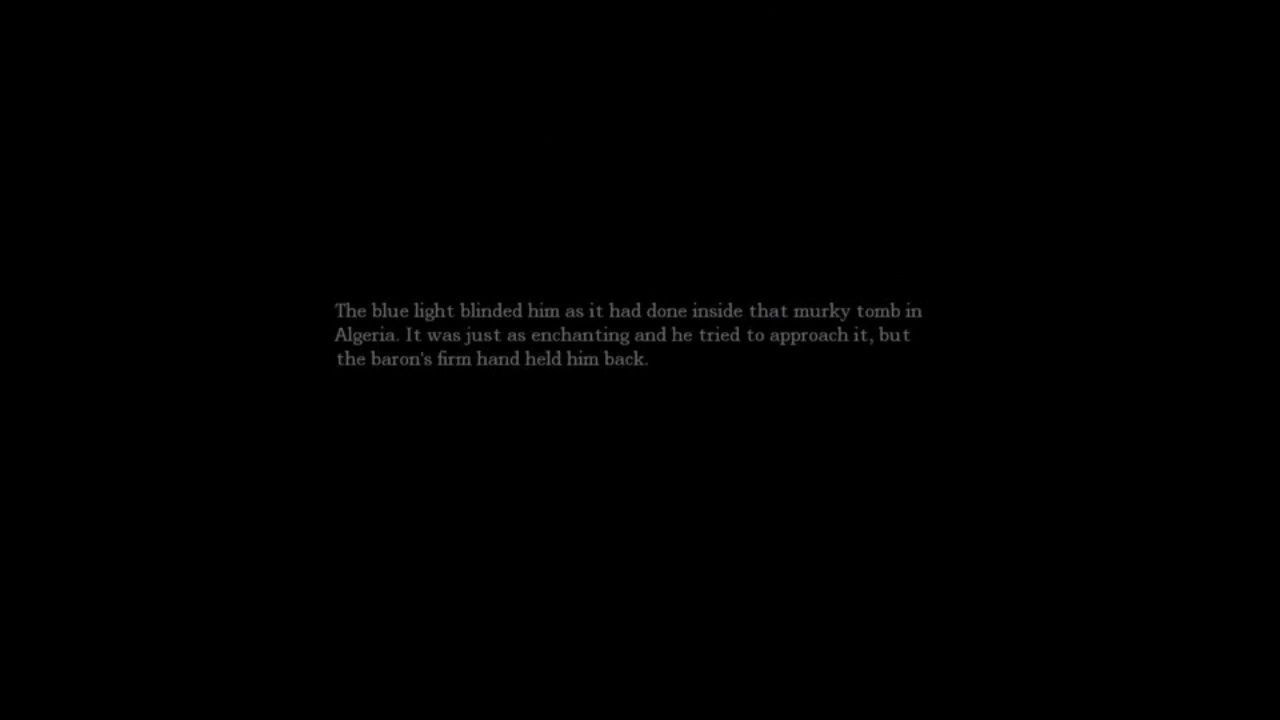 The blue light blinded him as it had done inside that murky tomb in
Algeria. It was just as enchanting and he tried to approach it, but
the baron's firm hand held him back.